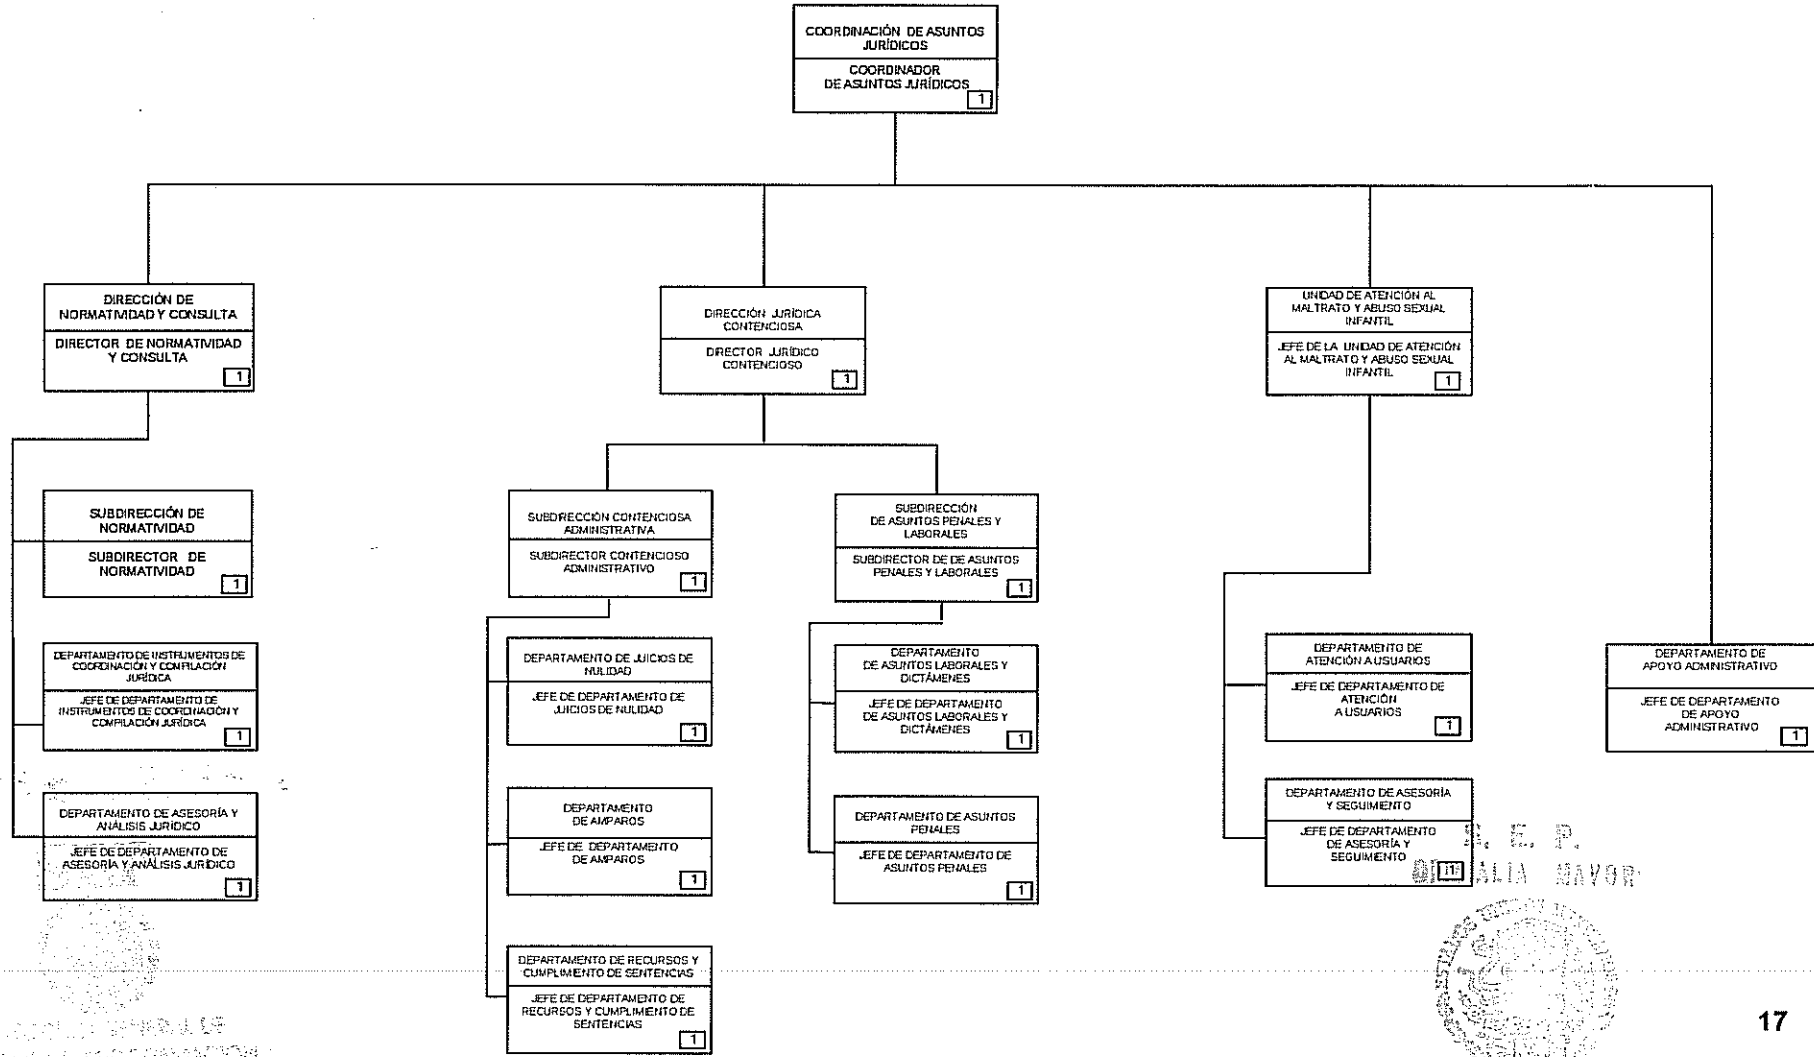 COORDINACIÓN DE ASUNTOS
JURÍDICOS
COORDINADOR
DE ASUNTOS JURÍDICOS
1
DIRECCIÓN DE
NORMATIVIDAD Y CONSULTA
DIRECTOR DE NORMATIVIDAD
Y CONSULTA
1
DIRECCIÓN JURÍDICA
CONTENCIOSA
DIRECTOR JURÍDICO
CONTENCIOSO
1
UNIDAD DE ATENCIÓN AL
MALTRATO Y ABUSO SEXUAL
INFANTIL
JEFE DE LA UNIDAD DE ATENCIÓN
AL MALTRATO Y ABUSO SEXUAL
INFANTIL
1
SUBDIRECCIÓN DE
NORMATIVIDAD
SUBDIRECTOR DE
NORMATIVIDAD
1
SUBDIRECCIÓN CONTENCIOSA
ADMINISTRATIVA
SUBDIRECTOR CONTENCIOSO
ADMINISTRATIVO
1
SUBDIRECCIÓN
DE ASUNTOS PENALES Y
LABORALES
SUBDIRECTOR DE DE ASUNTOS
PENALES Y LABORALES
1
DEPARTAMENTO DE INSTRUMENTOS DE
COORDINACIÓN Y COMPILACIÓN
JURÍDICA
JEFE DE DEPARTAMENTO DE
INSTRUMENTOS DE COORDINACIÓN Y
COMPILACIÓN JURÍDICA
1
DEPARTAMENTO DE JUICIOS DE
NULIDAD
JEFE DE DEPARTAMENTO DE
JUICIOS DE NULIDAD
1
DEPARTAMENTO
DE ASUNTOS LABORALES Y
DICTÁMENES
JEFE DE DEPARTAMENTO
DE ASUNTOS LABORALES Y
DICTÁMENES
1
DEPARTAMENTO DE
ATENCIÓN A USUARIOS
JEFE DE DEPARTAMENTO DE
ATENCIÓN
A USUARIOS
1
DEPARTAMENTO DE
APOYO ADMINISTRATIVO
JEFE DE DEPARTAMENTO
DE APOYO
ADMINISTRATIVO
1
DEPARTAMENTO DE ASESORÍA Y
ANÁLISIS JURÍDICO
JEFE DE DEPARTAMENTO DE
ASESORÍA Y ANÁLISIS JURÍDICO
1
DEPARTAMENTO
DE AMPAROS
JEFE DE DEPARTAMENTO
DE AMPAROS
1
DEPARTAMENTO DE ASUNTOS
PENALES
JEFE DE DEPARTAMENTO DE
ASUNTOS PENALES
1
DEPARTAMENTO DE ASESORÍA
Y SEGUIMIENTO
JEFE DE DEPARTAMENTO
DE ASESORÍA Y
SEGUIMIENTO
1
E. P.
MAYOR
DEPARTAMENTO DE RECURSOS Y
CUMPLIMIENTO DE SENTENCIAS
JEFE DE DEPARTAMENTO DE
RECURSOS Y CUMPLIMIENTO DE
SENTENCIAS
1
17